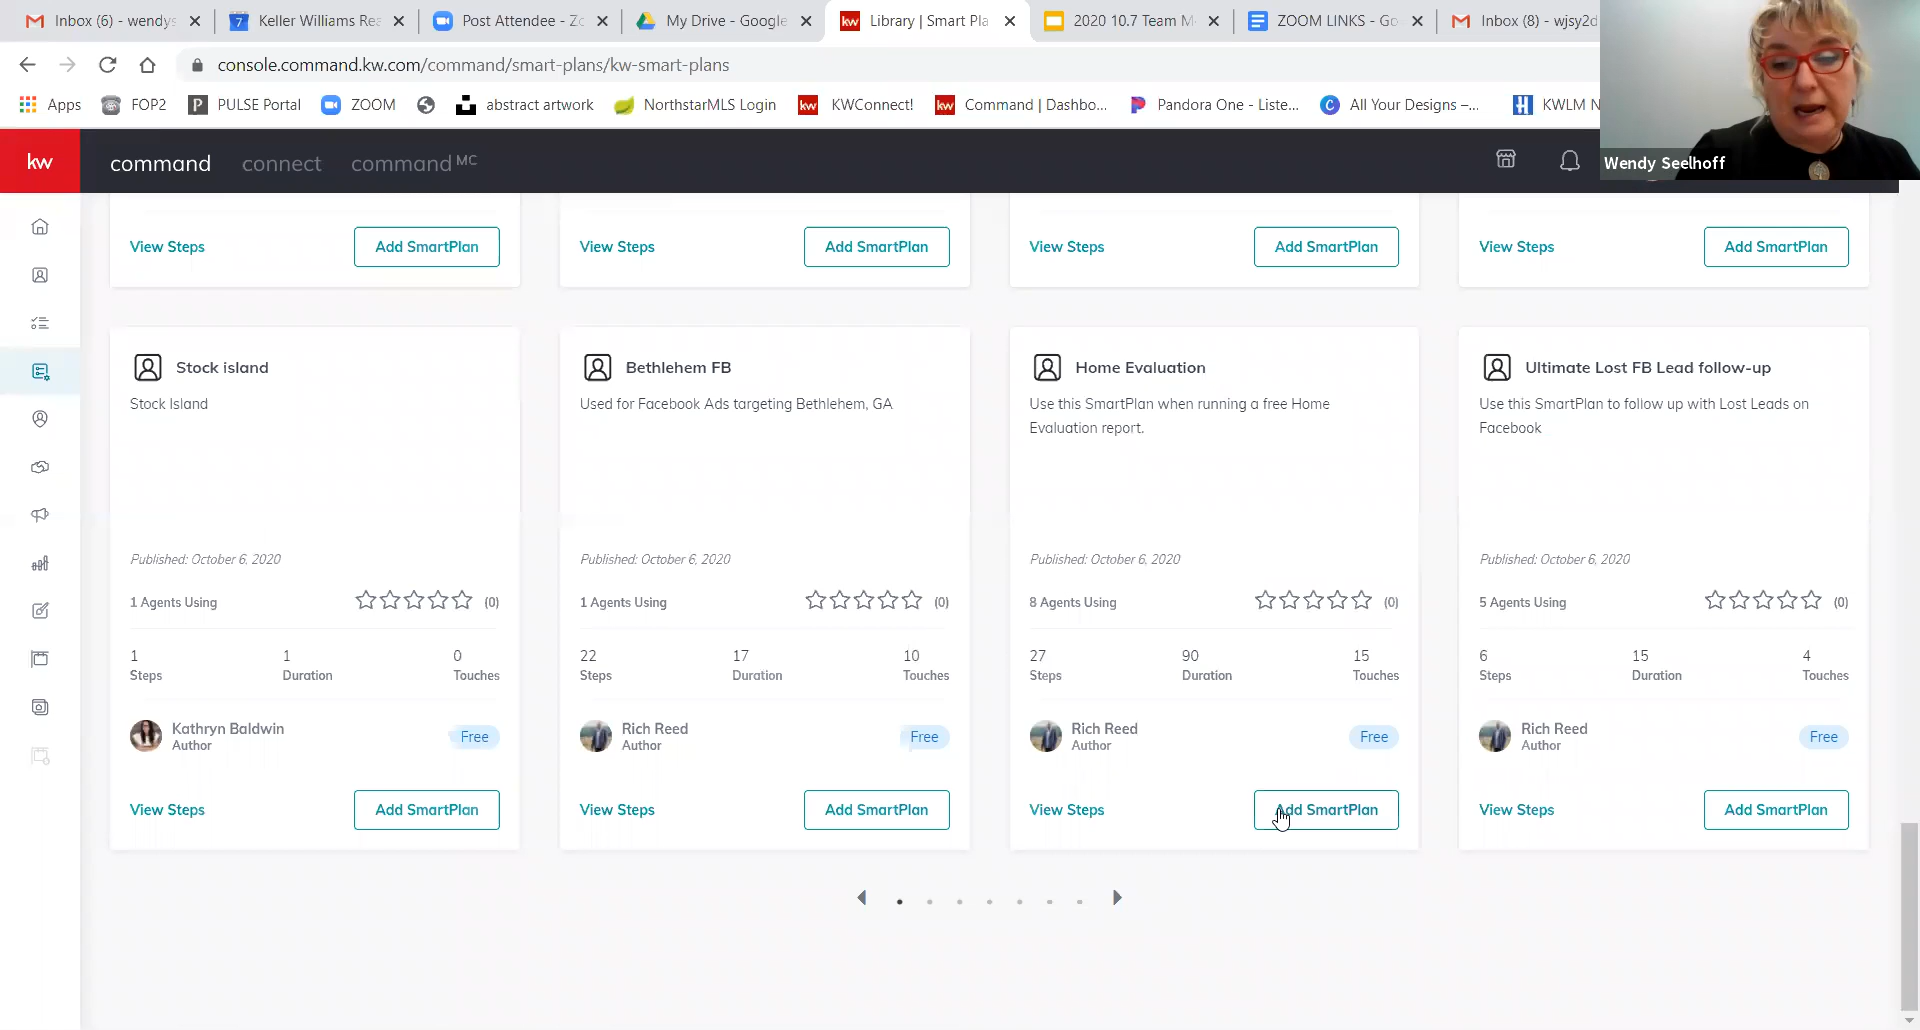 Inbox (6) - wendys
Keller Williams Rea
Post Attendee - Zo
My Drive - Google
Library | Smart Pla
2020 10.7 Team M
ZOOM LINKS - Go
Inbox (8) - wjsy2d
console.command.kw.com/command/smart-plans/kw-smart-plans
Apps FOP2 PULSE Portal ZOOM abstract artwork NorthstarMLS Login KWConnect! Command | Dashbo... Pandora One - Liste... All Your Designs –... KWLM N
Wendy Seelhoff
kw command connect command MC
View Steps Add SmartPlan View Steps Add SmartPlan View Steps Add SmartPlan View Steps Add SmartPlan
Stock island
Stock Island
Published: October 6, 2020
1 Agents Using (0)
1 1 0
Steps Duration Touches
Kathryn Baldwin
Author
Free
View Steps Add SmartPlan
Bethlehem FB
Used for Facebook Ads targeting Bethlehem, GA
Published: October 6, 2020
1 Agents Using (0)
22 17 10
Steps Duration Touches
Rich Reed
Author
Free
View Steps Add SmartPlan
Home Evaluation
Use this SmartPlan when running a free Home
Evaluation report.
Published: October 6, 2020
8 Agents Using (0)
27 90 15
Steps Duration Touches
Rich Reed
Author
Free
View Steps Add SmartPlan
Ultimate Lost FB Lead follow-up
Use this SmartPlan to follow up with Lost Leads on
Facebook
Published: October 6, 2020
5 Agents Using (0)
6 15 4
Steps Duration Touches
Rich Reed
Author
Free
View Steps Add SmartPlan